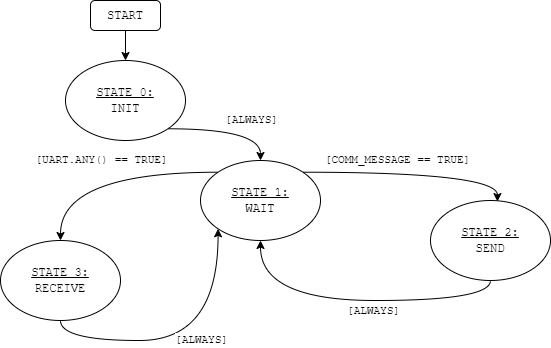 START
STATE 0:
INIT
[ALWAYS]
[UART.ANY() == TRUE]
[COMM_MESSAGE == TRUE]
STATE 1:
WAIT
STATE 2:
SEND
STATE 3:
RECEIVE
[ALWAYS]
[ALWAYS]